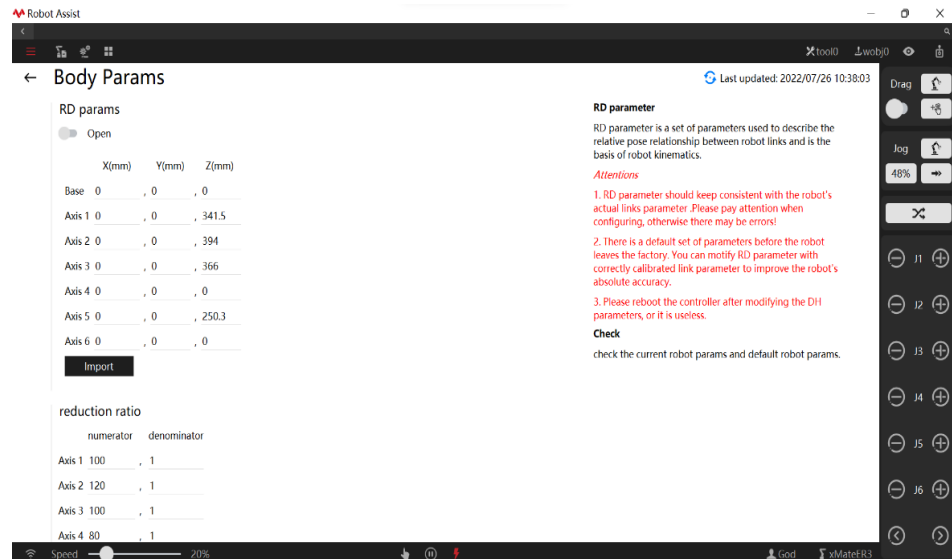 Robot Assist
tool0 wobj0
Body Params
Last updated: 2022/07/26 10:38:03
RD params
Open
X(mm) Y(mm) Z(mm)
Base 0 , 0 , 0
Axis 1 0 , 0 , 341.5
Axis 2 0 , 0 , 394
Axis 3 0 , 0 , 366
Axis 4 0 , 0 , 0
Axis 5 0 , 0 , 250.3
Axis 6 0 , 0 , 0
Import
reduction ratio
numerator denominator
Axis 1 100 , 1
Axis 2 120 , 1
Axis 3 100 , 1
Axis 4 80 , 1
RD parameter
RD parameter is a set of parameters used to describe the
relative pose relationship between robot links and is the
basis of robot kinematics.
Attentions
1. RD parameter should keep consistent with the robot's
actual links parameter .Please pay attention when
configuring, otherwise there may be errors!
2. There is a default set of parameters before the robot
leaves the factory. You can motify RD parameter with
correctly calibrated link parameter to improve the robot's
absolute accuracy.
3. Please reboot the controller after modifying the DH
parameters, or it is useless.
Check
check the current robot params and default robot params.
Drag
Jog
48%
J1
J2
J3
J4
J5
J6
Speed 20%
God xMateER3